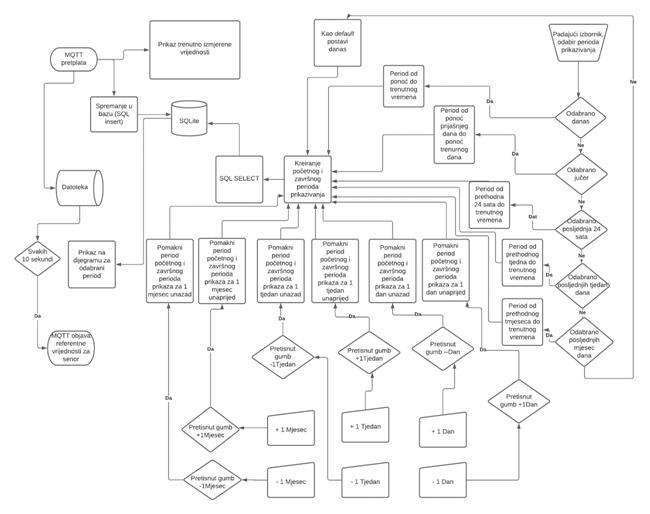 MQTT
pretplata
Prikaz trenutno izmjerene
vrijednosti
Kao default
postavi
danas
Padajući izbornik,
odabir perioda
prikazivanja
Ne
Spremanje u
bazu (SQL
insert)
SQLite
Period od
ponoć do
trenutnog
vremena
Da
Odabrano
danas
Ne
Period od
ponoć
prijašnjeg
dana do
ponoć
trenurnog
dana
Da
Odabrano
jučer
Ne
SQL SELECT
Kreiranje
početnog i
završnog
perioda
prikazivanja
Datoteka
Period od
prethodna
24 sata do
trenutnog
vremena
Dat
Odabrano
posljednja 24
sata
Ne
Svakih
10 sekundi
Da
Prikaz na
dijegramu za
odabrani
period
Pomakni
period
početnog i
završnog
perioda
prikaza za 1
mjesec unazad
Pomakni
period
početnog i
završnog
perioda
prikaza za 1
mjesec
unaprijed
Pomakni
period
početnog i
završnog
perioda
prikaza za 1
tjedan unazad
Pomakni
period
početnog i
završnog
perioda
prikaza za 1
tjedan
unaprijed
Pomakni
period
početnog i
završnog
perioda
prikaza za 1
dan unazad
Pomakni
period
početnog i
završnog
perioda
prikaza za 1
dan unaprijed
Period od
prethodnog
tjedna do
trenutnog
vremena
Da
Odabrano
posljednjih tjedan
dana
Ne
Period od
prethodnog
tmjeseca do
trenutnog
vremena
Da
Odabrano
posljednjih
mjesec
dana
MQTT objava
referentne
vrijednosti za
senor
Da
Da
Da
Da
Da
Da
Pretisnut gumb
-1Tjedan
Pretisnut
gumb
+1Tjedan
Pretisnut
gumb --Dan
Pretisnut
gumb +1Dan
Pretisnut gumb
+1Mjesec
+ 1 Mjesec
+ 1 Tjedan
+ 1 Dan
Pretisnut gumb
-1Mjesec
- 1 Mjesec
- 1 Tjedan
- 1 Dan